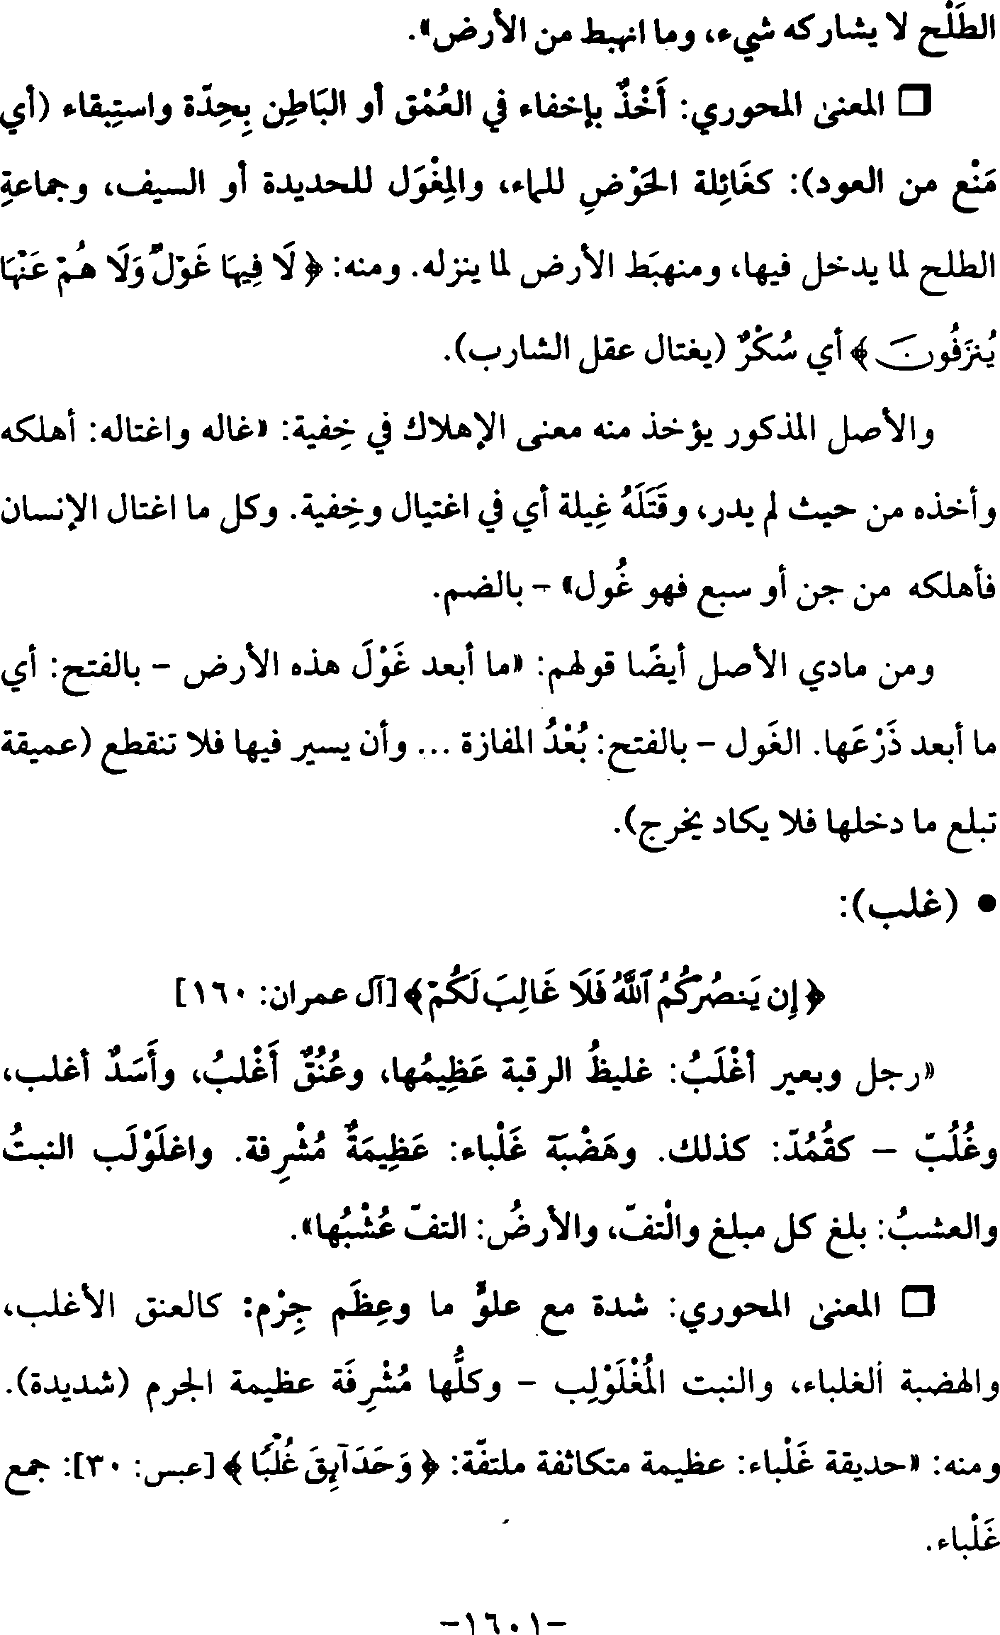 الطَلْح لا يشاركه شيء، وما انهبط من الأرض».
❐ المعنىٰ المحوري: أَخْذٌ بإخفاء في العُمْق أو البَاطِن بِحِدّة واستِبقاء (أي
مَنْع من العود): كغَائِلة الحَوْضِ للماء، والمِغْوَل للحديدة أو السيف، وجماعةِ
الطلح لما يدخل فيها، ومنهبَط الأرض لما ينزله. ومنه: ﴿لَا فِيهَا غَوْلٌ وَلَا هُمْ عَنْهَا
يُنزَفُونَ﴾ أي سُكْرٌ (يغتال عقل الشارب).
والأصل المذكور يؤخذ منه معنى الإهلاك في خِفية: «غاله واغتاله: أهلكه
وأخذه من حيث لم يدر، وقَتَلَهُ غِيلة أي في اغتيال وخِفية. وكل ما اغتال الإنسان
فأهلكه من جن أو سبع فهو غُول» – بالضم.
ومن مادي الأصل أيضًا قولهم: «ما أبعد غَوْلَ هذه الأرض – بالفتح: أي
ما أبعد ذَرْعَها. الغَول – بالفتح: بُعْدُ المفازة ... وأن يسير فيها فلا تنقطع (عميقة
تبلع ما دخلها فلا يكاد يخرج).
• (غلب):
﴿إِن يَنصُرْكُمُ ٱللَّهُ فَلَا غَالِبَ لَكُمْ﴾ [آل عمران: ١٦٠]
«رجل وبعير أغْلَبُ: غليظُ الرقبة عَظِيمُها، وعُنُقٌ أَغْلبُ، وأَسَدٌ أغلب،
وغُلُبّ – كقُمُدّ: كذلك. وهَضْبَة غَلْباء: عَظِيمَةٌ مُشْرِفة. واغلَوْلَب النبتُ
والعشبُ: بلغ كل مبلغ والْتفّ، والأرضُ: التفّ عُشْبُها».
❐ المعنىٰ المحوري: شدة مع علوٍّ ما وعِظَم جِرْم: كالعنق الأغلب،
والهضبة الغلباء، والنبت المُغْلَوْلِب – وكلُّها مُشْرِفَة عظيمة الجرم (شديدة).
ومنه: «حديقة غَلْباء: عظيمة متكاثفة ملتفّة: ﴿وَحَدَآئِقَ غُلْبًا﴾ [عبس: ٣٠]: جمع
غَلْباء.
–١٦٠١–